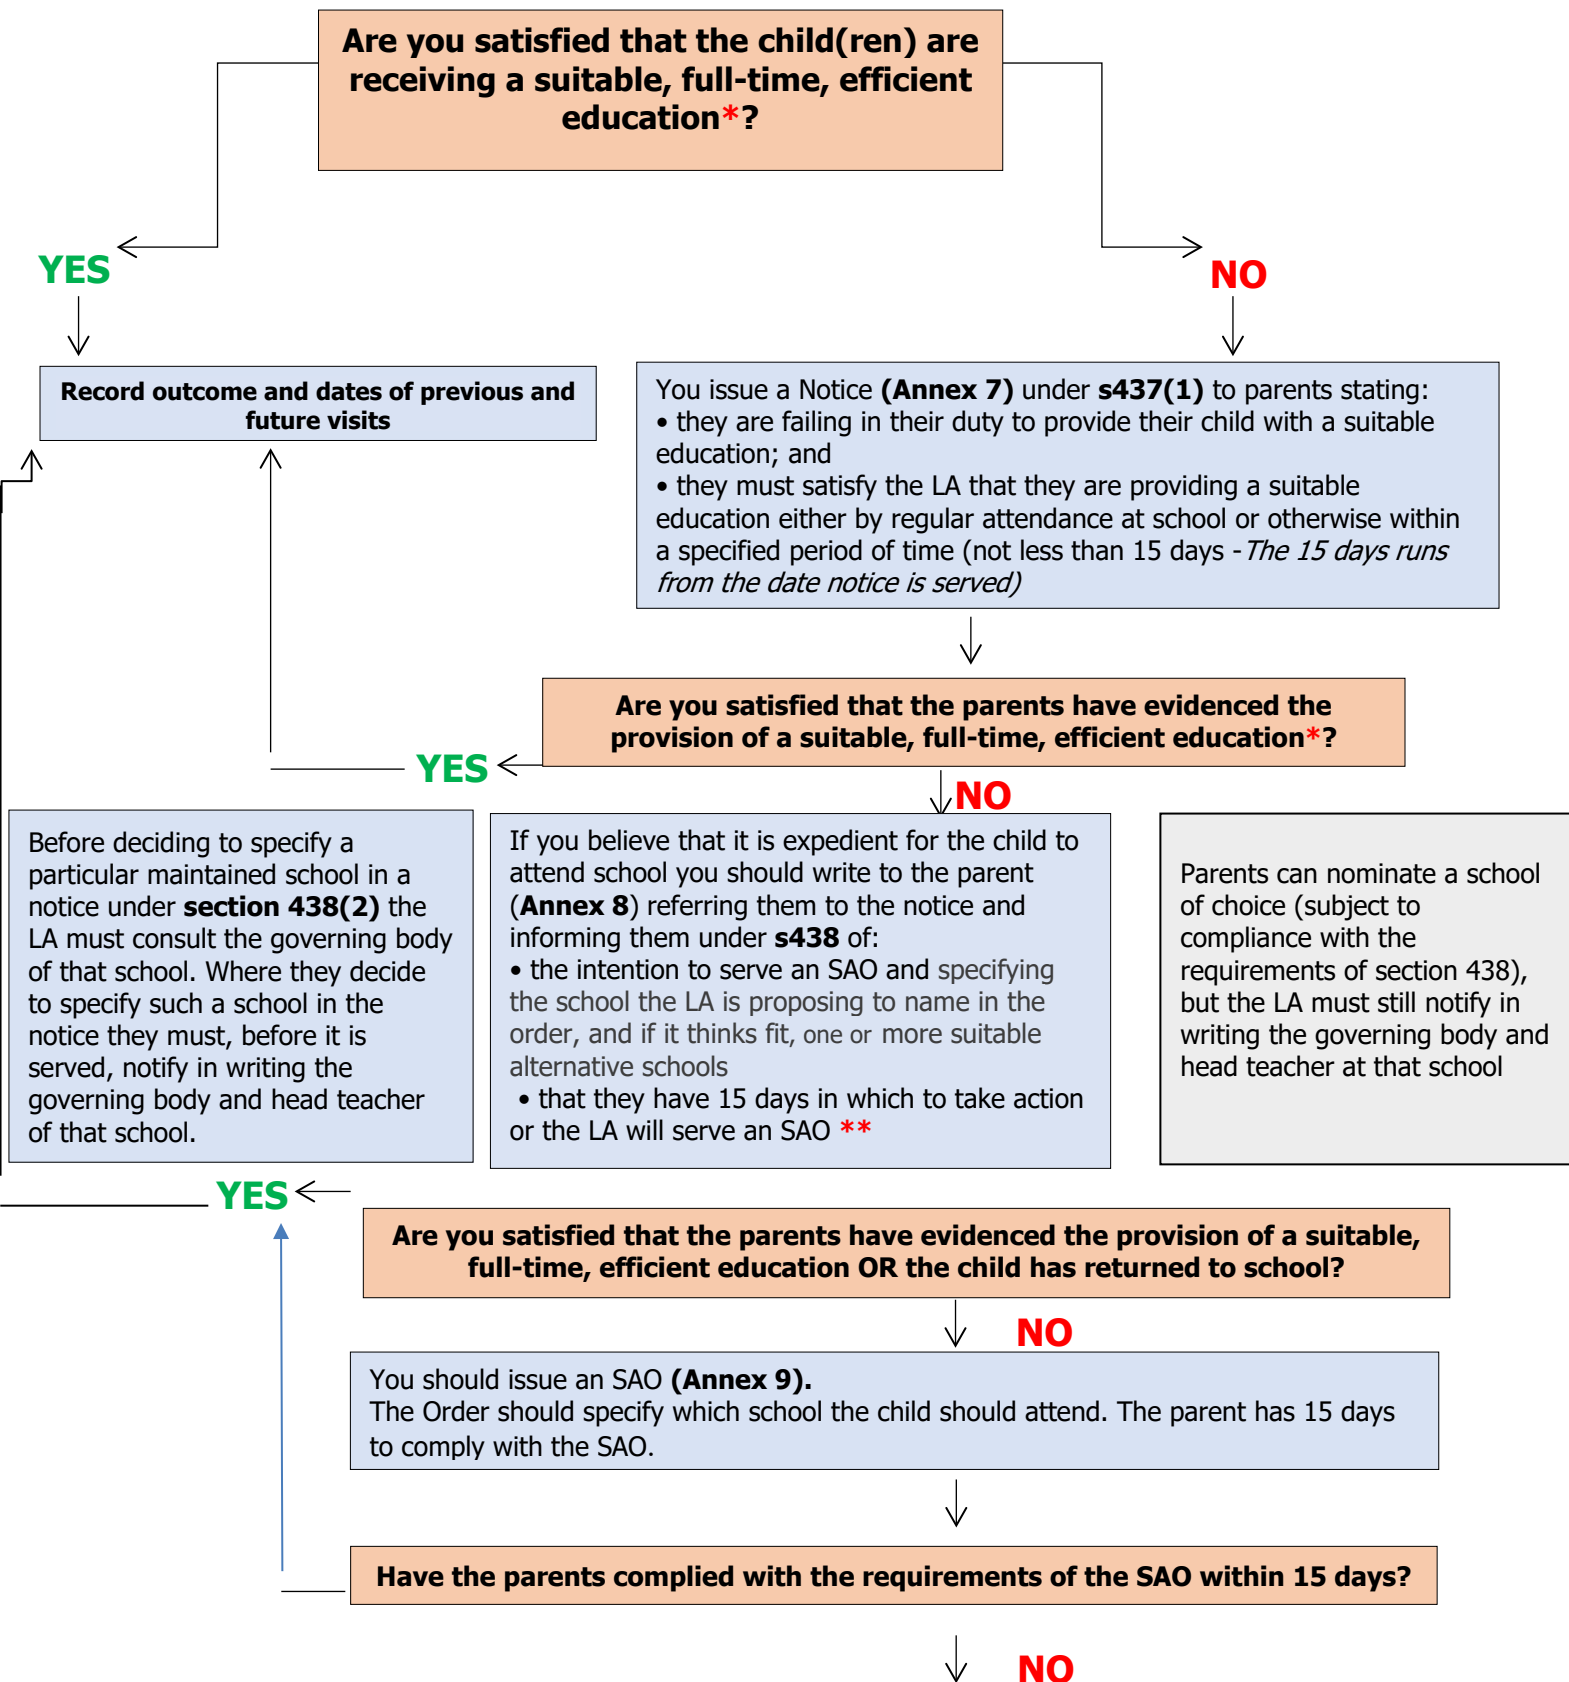 Are you satisfied that the child(ren) are
receiving a suitable, full-time, efficient
education*?
YES
NO
Record outcome and dates of previous and
future visits
You issue a Notice (Annex 7) under s437(1) to parents stating:
• they are failing in their duty to provide their child with a suitable
education; and
• they must satisfy the LA that they are providing a suitable
education either by regular attendance at school or otherwise within
a specified period of time (not less than 15 days -The 15 days runs
from the date notice is served)
Are you satisfied that the parents have evidenced the
provision of a suitable, full-time, efficient education*?
YES
NO
Before deciding to specify a
particular maintained school in a
notice under section 438(2) the
LA must consult the governing body
of that school. Where they decide
to specify such a school in the
notice they must, before it is
served, notify in writing the
governing body and head teacher
of that school.
If you believe that it is expedient for the child to
attend school you should write to the parent
(Annex 8) referring them to the notice and
informing them under s438 of:
• the intention to serve an SAO and specifying
the school the LA is proposing to name in the
order, and if it thinks fit, one or more suitable
alternative schools
• that they have 15 days in which to take action
or the LA will serve an SAO **
Parents can nominate a school
of choice (subject to
compliance with the
requirements of section 438),
but the LA must still notify in
writing the governing body and
head teacher at that school
YES
Are you satisfied that the parents have evidenced the provision of a suitable,
full-time, efficient education OR the child has returned to school?
NO
You should issue an SAO (Annex 9).
The Order should specify which school the child should attend. The parent has 15 days
to comply with the SAO.
Have the parents complied with the requirements of the SAO within 15 days?
NO